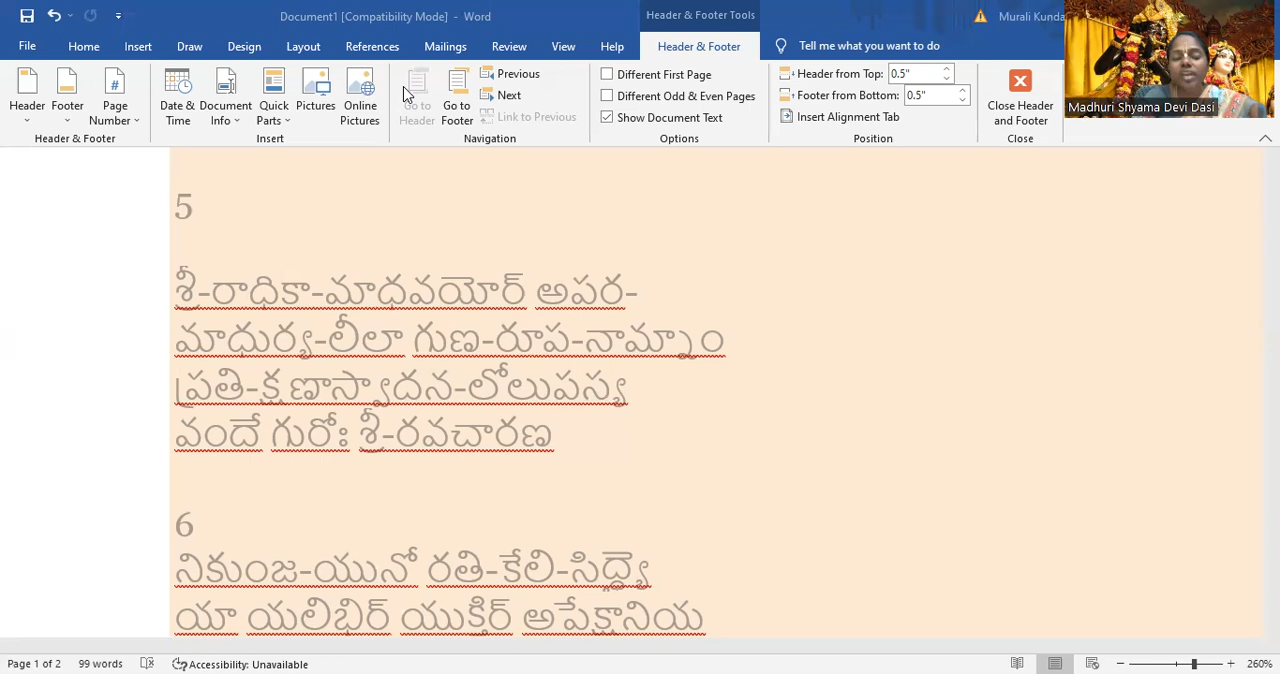 Document1 [Compatibility Mode] - Word
Header & Footer Tools
Murali Kunda
File
Home
Insert
Draw
Design
Layout
References
Mailings
Review
View
Help
Header & Footer
Tell me what you want to do
Header
Footer
Page Number
Date & Time
Document Info
Quick Parts
Pictures
Online Pictures
Go to Header
Go to Footer
Previous
Next
Link to Previous
Different First Page
Different Odd & Even Pages
Show Document Text
Header from Top: 0.5"
Footer from Bottom: 0.5"
Insert Alignment Tab
Close Header and Footer
Header & Footer
Insert
Navigation
Options
Position
Close
Madhuri Shyama Devi Dasi
5
శ్రీ-రాధికా-మాధవయోర్ అపర-
మాధుర్య-లీలా గుణ-రూప-నామ్నాం
ప్రతి-క్షణాస్వాదన-లోలుపస్య
వందే గురోః శ్రీ-రవచారణ
6
నికుంజ-యునో రతి-కేలి-సిద్ధ్యై
యా యలిభిర్ యుక్తిర్ అపేక్షానియ
Page 1 of 2
99 words
Accessibility: Unavailable
260%